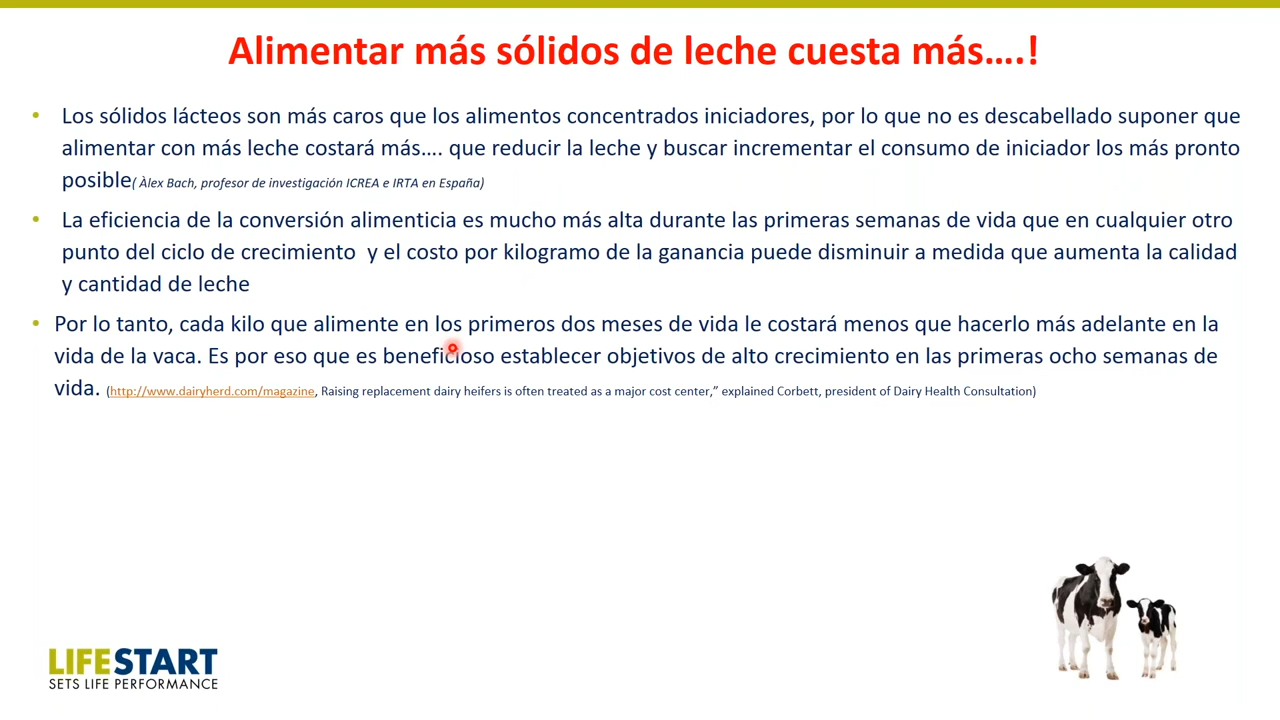 Alimentar más sólidos de leche cuesta más….!
• Los sólidos lácteos son más caros que los alimentos concentrados iniciadores, por lo que no es descabellado suponer que
alimentar con más leche costará más…. que reducir la leche y buscar incrementar el consumo de iniciador los más pronto
posible( Àlex Bach, profesor de investigación ICREA e IRTA en España)
• La eficiencia de la conversión alimenticia es mucho más alta durante las primeras semanas de vida que en cualquier otro
punto del ciclo de crecimiento y el costo por kilogramo de la ganancia puede disminuir a medida que aumenta la calidad
y cantidad de leche
• Por lo tanto, cada kilo que alimente en los primeros dos meses de vida le costará menos que hacerlo más adelante en la
vida de la vaca. Es por eso que es beneficioso establecer objetivos de alto crecimiento en las primeras ocho semanas de
vida. (http://www.dairyherd.com/magazine, Raising replacement dairy heifers is often treated as a major cost center,” explained Corbett, president of Dairy Health Consultation)
LIFESTART
SETS LIFE PERFORMANCE